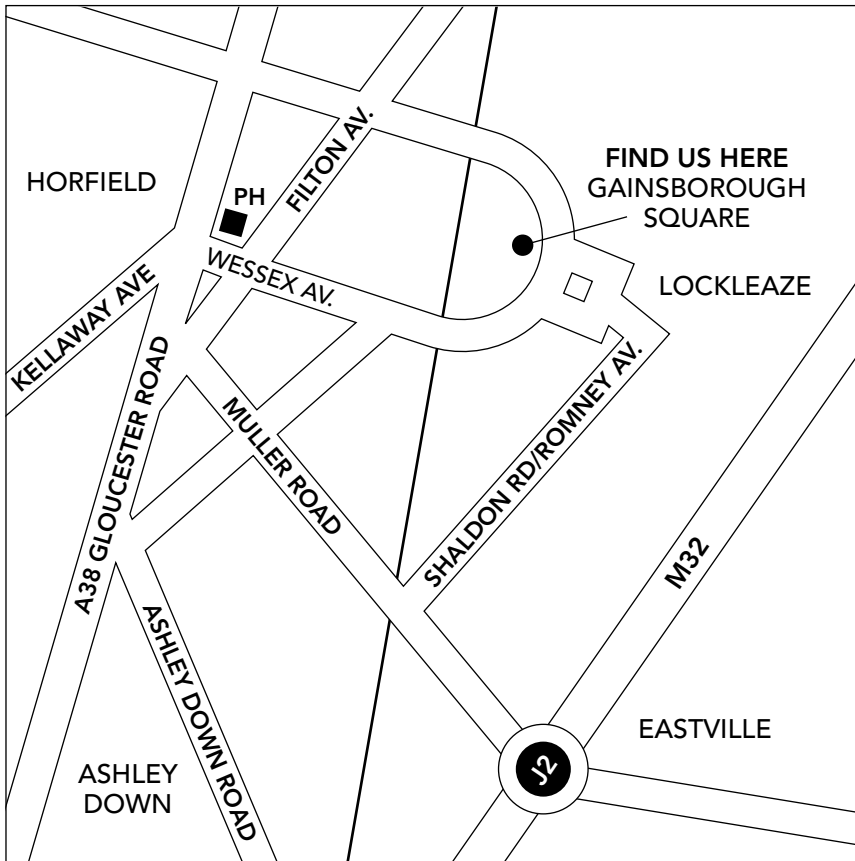 HORFIELD
PH
FILTON AV.
FIND US HERE
GAINSBOROUGH
SQUARE
WESSEX AV.
LOCKLEAZE
KELLAWAY AVE
A38 GLOUCESTER ROAD
MULLER ROAD
SHALDON RD/ROMNEY AV.
M32
ASHLEY DOWN ROAD
EASTVILLE
ASHLEY
DOWN
J2